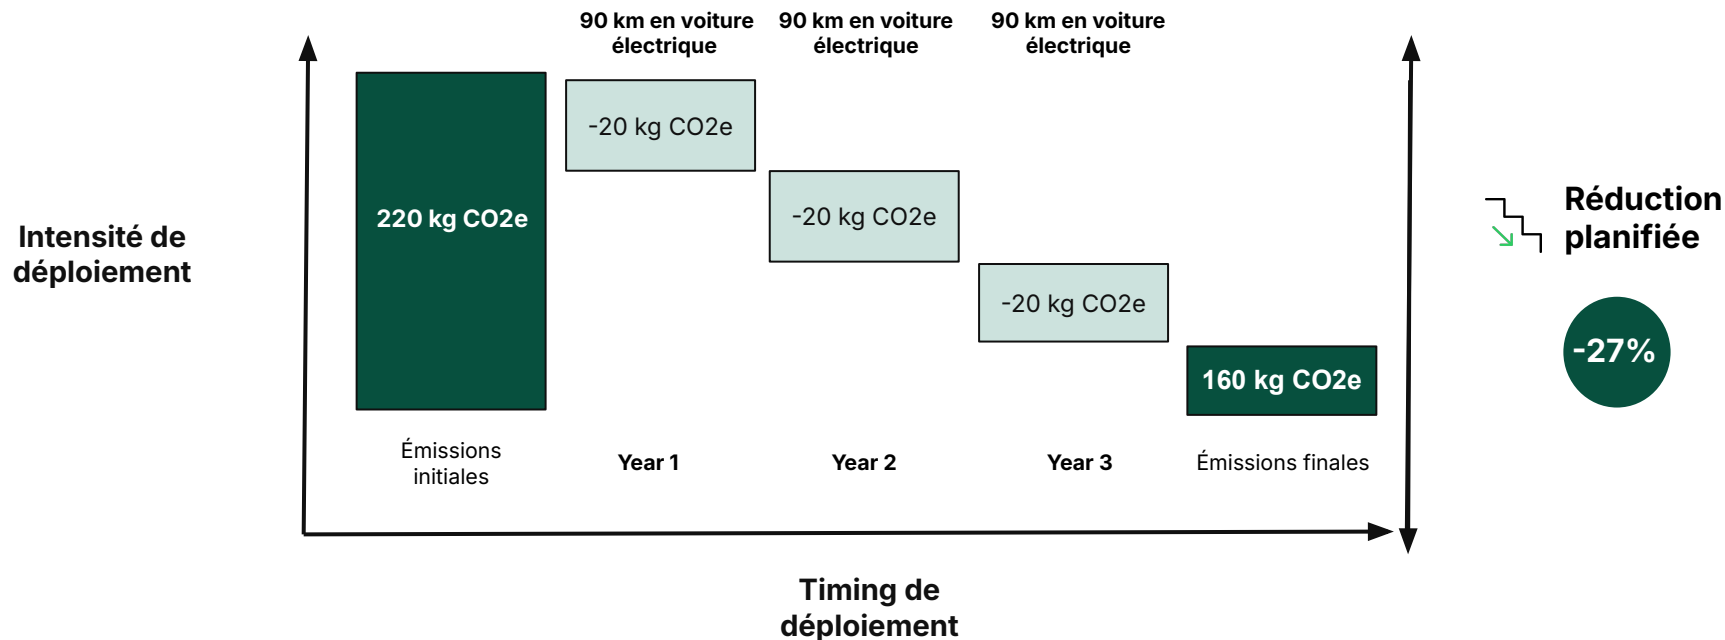 90 km en voiture
électrique
90 km en voiture
électrique
90 km en voiture
électrique
Intensité de
déploiement
220 kg CO2e
-20 kg CO2e
-20 kg CO2e
-20 kg CO2e
160 kg CO2e
Émissions
initiales
Year 1
Year 2
Year 3
Émissions finales
Timing de
déploiement
Réduction
planifiée
-27%